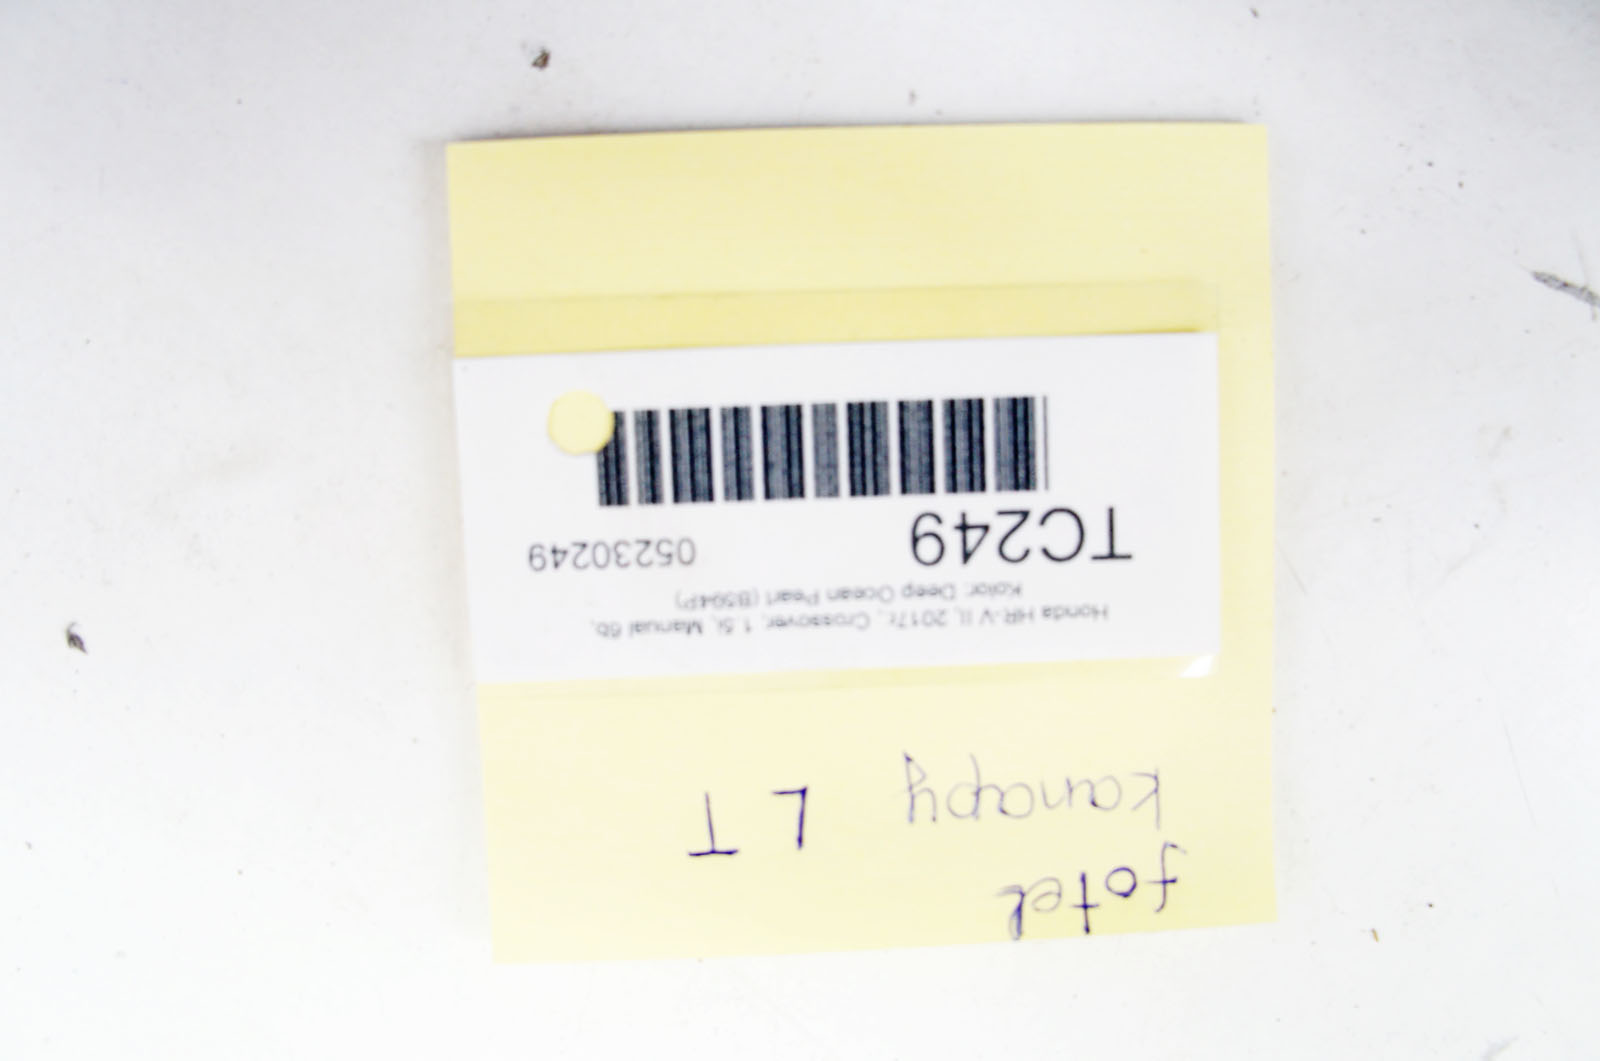 fotel
kanapy L T
Honda HR-V II, 2017r., Crossover, 1.5i, Manual 6b,
Kolor: Deep Ocean Pearl (B594P)
TC249 05230249